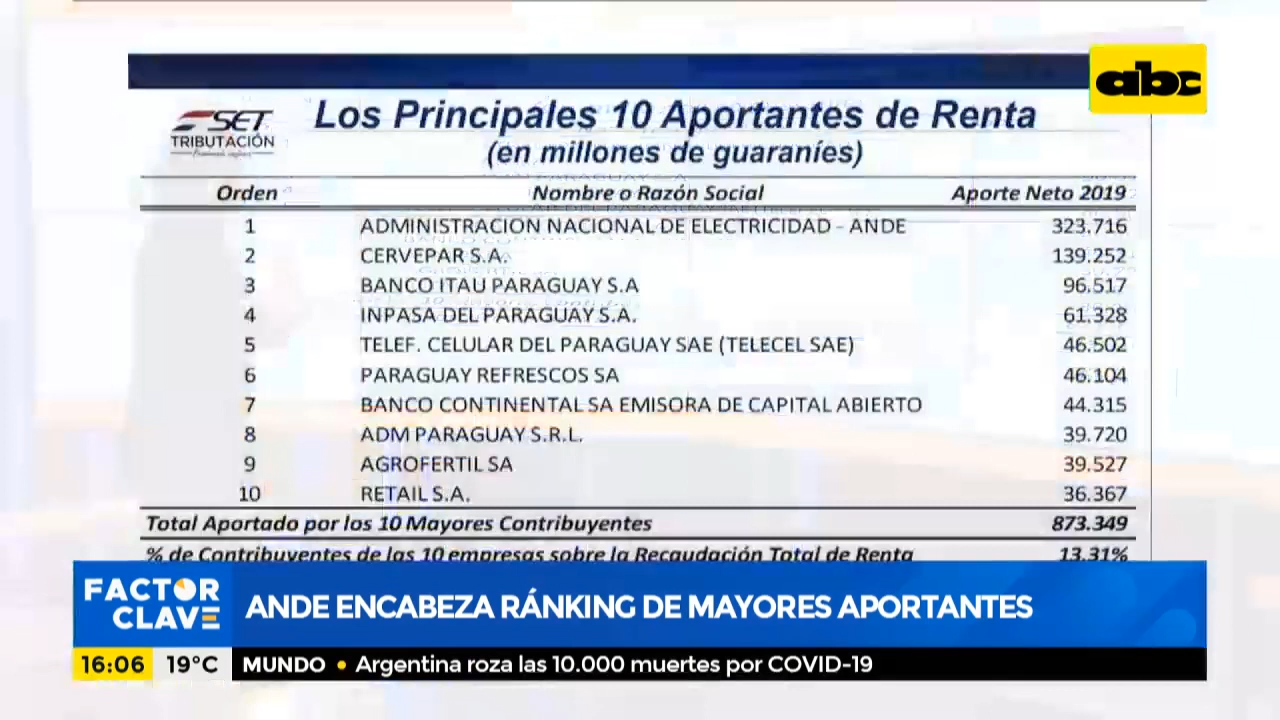 abc
SET
TRIBUTACIÓN
Los Principales 10 Aportantes de Renta
(en millones de guaraníes)
Orden Nombre o Razón Social Aporte Neto 2019
1 ADMINISTRACION NACIONAL DE ELECTRICIDAD - ANDE 323.716
2 CERVEPAR S.A. 139.252
3 BANCO ITAU PARAGUAY S.A 96.517
4 INPASA DEL PARAGUAY S.A. 61.328
5 TELEF. CELULAR DEL PARAGUAY SAE (TELECEL SAE) 46.502
6 PARAGUAY REFRESCOS SA 46.104
7 BANCO CONTINENTAL SA EMISORA DE CAPITAL ABIERTO 44.315
8 ADM PARAGUAY S.R.L. 39.720
9 AGROFERTIL SA 39.527
10 RETAIL S.A. 36.367
Total Aportado por los 10 Mayores Contribuyentes 873.349
% de Contribuyentes de las 10 empresas sobre la Recaudación Total de Renta 13.31%
FACTOR CLAVE
ANDE ENCABEZA RÁNKING DE MAYORES APORTANTES
16:06 19°C MUNDO • Argentina roza las 10.000 muertes por COVID-19